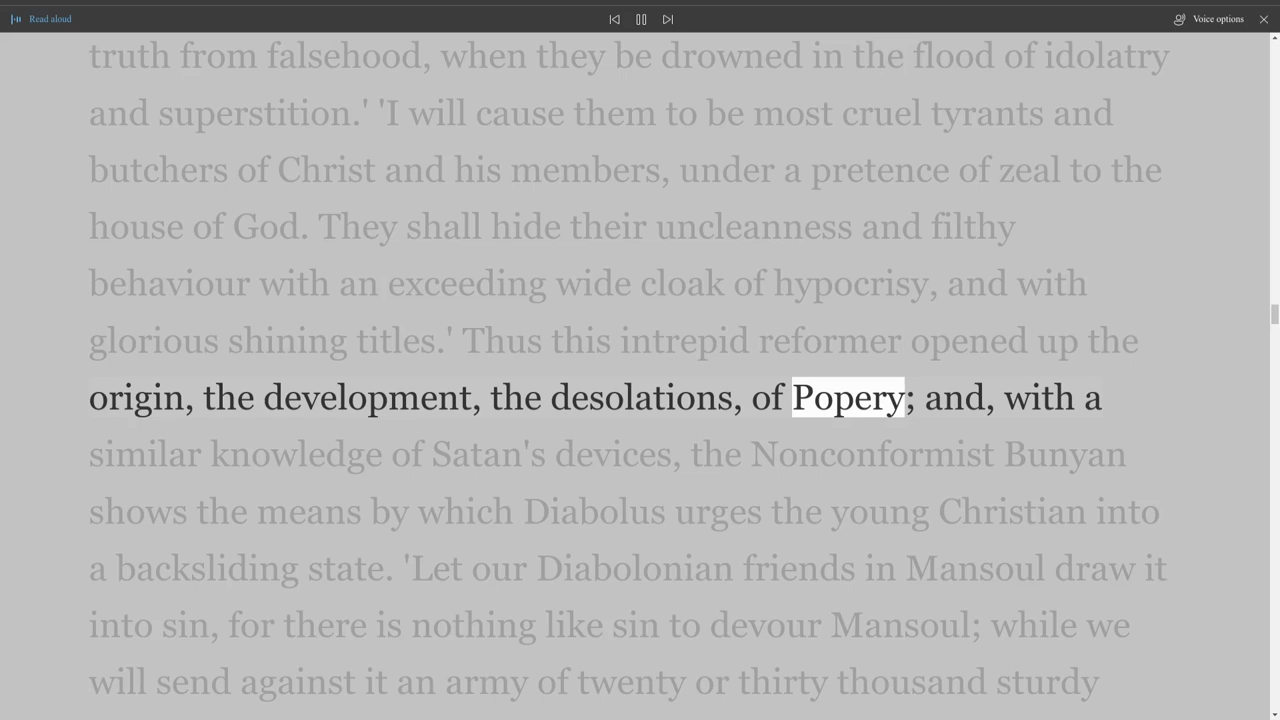 Read aloud
Voice options
truth from falsehood, when they be drowned in the flood of idolatry
and superstition.' 'I will cause them to be most cruel tyrants and
butchers of Christ and his members, under a pretence of zeal to the
house of God. They shall hide their uncleanness and filthy
behaviour with an exceeding wide cloak of hypocrisy, and with
glorious shining titles.' Thus this intrepid reformer opened up the
origin, the development, the desolations, of Popery; and, with a
similar knowledge of Satan's devices, the Nonconformist Bunyan
shows the means by which Diabolus urges the young Christian into
a backsliding state. 'Let our Diabolonian friends in Mansoul draw it
into sin, for there is nothing like sin to devour Mansoul; while we
will send against it an army of twenty or thirty thousand sturdy